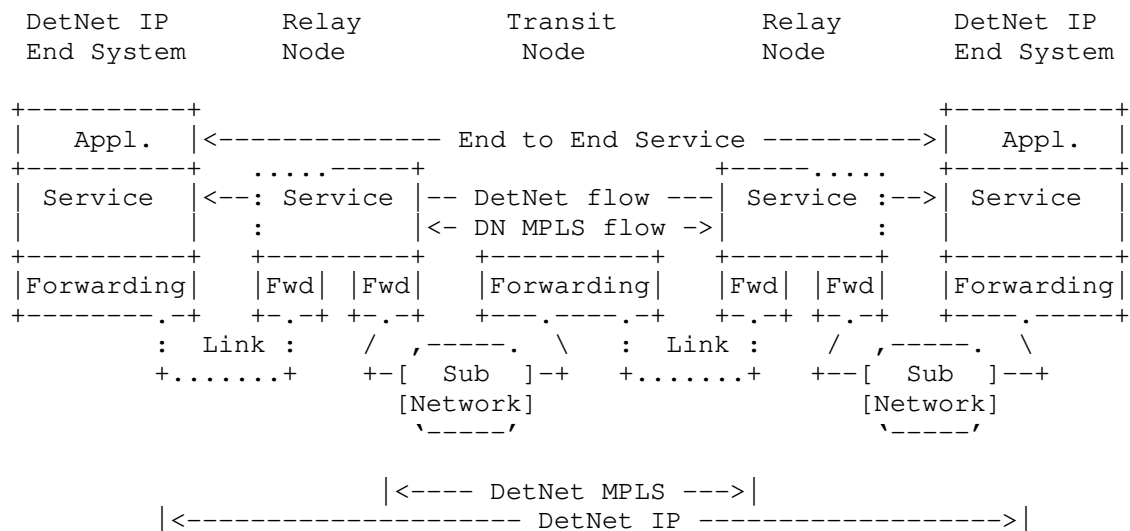 DetNet IP       Relay          Transit         Relay       DetNet IP
End System      Node            Node           Node        End System

+----------+                                               +----------+
|   Appl.  |<-------------- End to End Service ----------->|   Appl.  |
+----------+   .....-----+                   +-----.....   +----------+
| Service  |<--: Service |-- DetNet flow ---| Service :-->| Service  |
|          |   :         |<- DN MPLS flow ->|         :   |          |
+----------+   +---------+   +----------+   +---------+   +----------+
|Forwarding|   |Fwd| |Fwd|   |Forwarding|   |Fwd| |Fwd|   |Forwarding|
+--------.-+   +-.-+ +-.-+   +---.----.-+   +-.-+ +-.-+   +----.-----+
         :  Link :    /  ,-----.  \   :  Link :    /  ,-----.  \
         +.......+    +-[  Sub  ]-+   +.......+    +--[  Sub  ]--+
                        [Network]                     [Network]
                         `-----'                       `-----'

                      |<---- DetNet MPLS --->|
         |<--------------------- DetNet IP ------------------->|